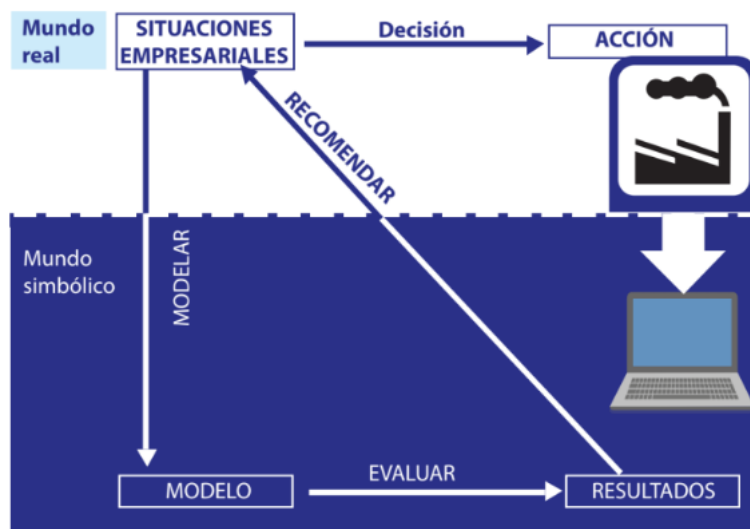 Mundo
real
SITUACIONES
EMPRESARIALES
Decisión
ACCIÓN
RECOMENDAR
Mundo
simbólico
MODELAR
MODELO
EVALUAR
RESULTADOS